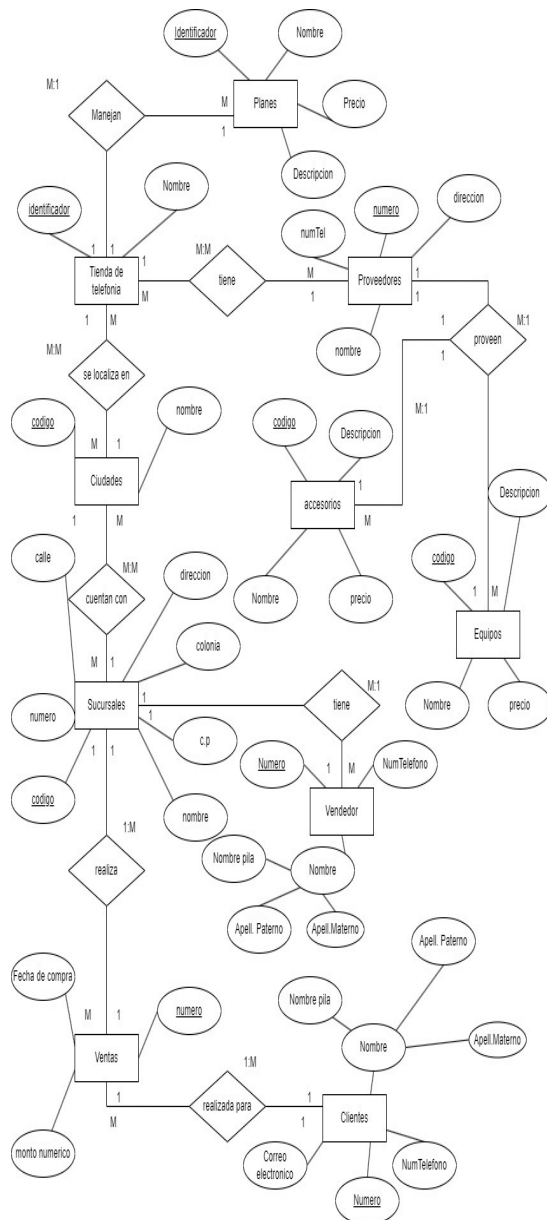 Identificador
Nombre
M:1
Manejan
M
1
Planes
Precio
Descripcion
identificador
Nombre
1
1
1
M
Tienda de
telefonia
M:M
tiene
M
1
numTel
numero
direccion
Proveedores
1
1
nombre
1
M
M:M
se localiza en
M
1
codigo
nombre
Ciudades
1
M
1
1
M:1
proveen
M:1
codigo
Descripcion
accesorios
1
M
Nombre
precio
Descripcion
codigo
1
M
Equipos
Nombre
precio
calle
M:M
cuentan con
direccion
M
1
colonia
Sucursales
1
1
numero
c.p
1
1
codigo
nombre
M:1
tiene
1
M
Numero
NumTelefono
Vendedor
Nombre pila
Nombre
Apell. Paterno
Apell.Materno
1:M
realiza
Fecha de compra
M
1
numero
Ventas
1
M
monto numerico
1:M
realizada para
1
1
Apell. Paterno
Nombre pila
Nombre
Apell.Materno
Clientes
Correo
electronico
NumTelefono
Numero